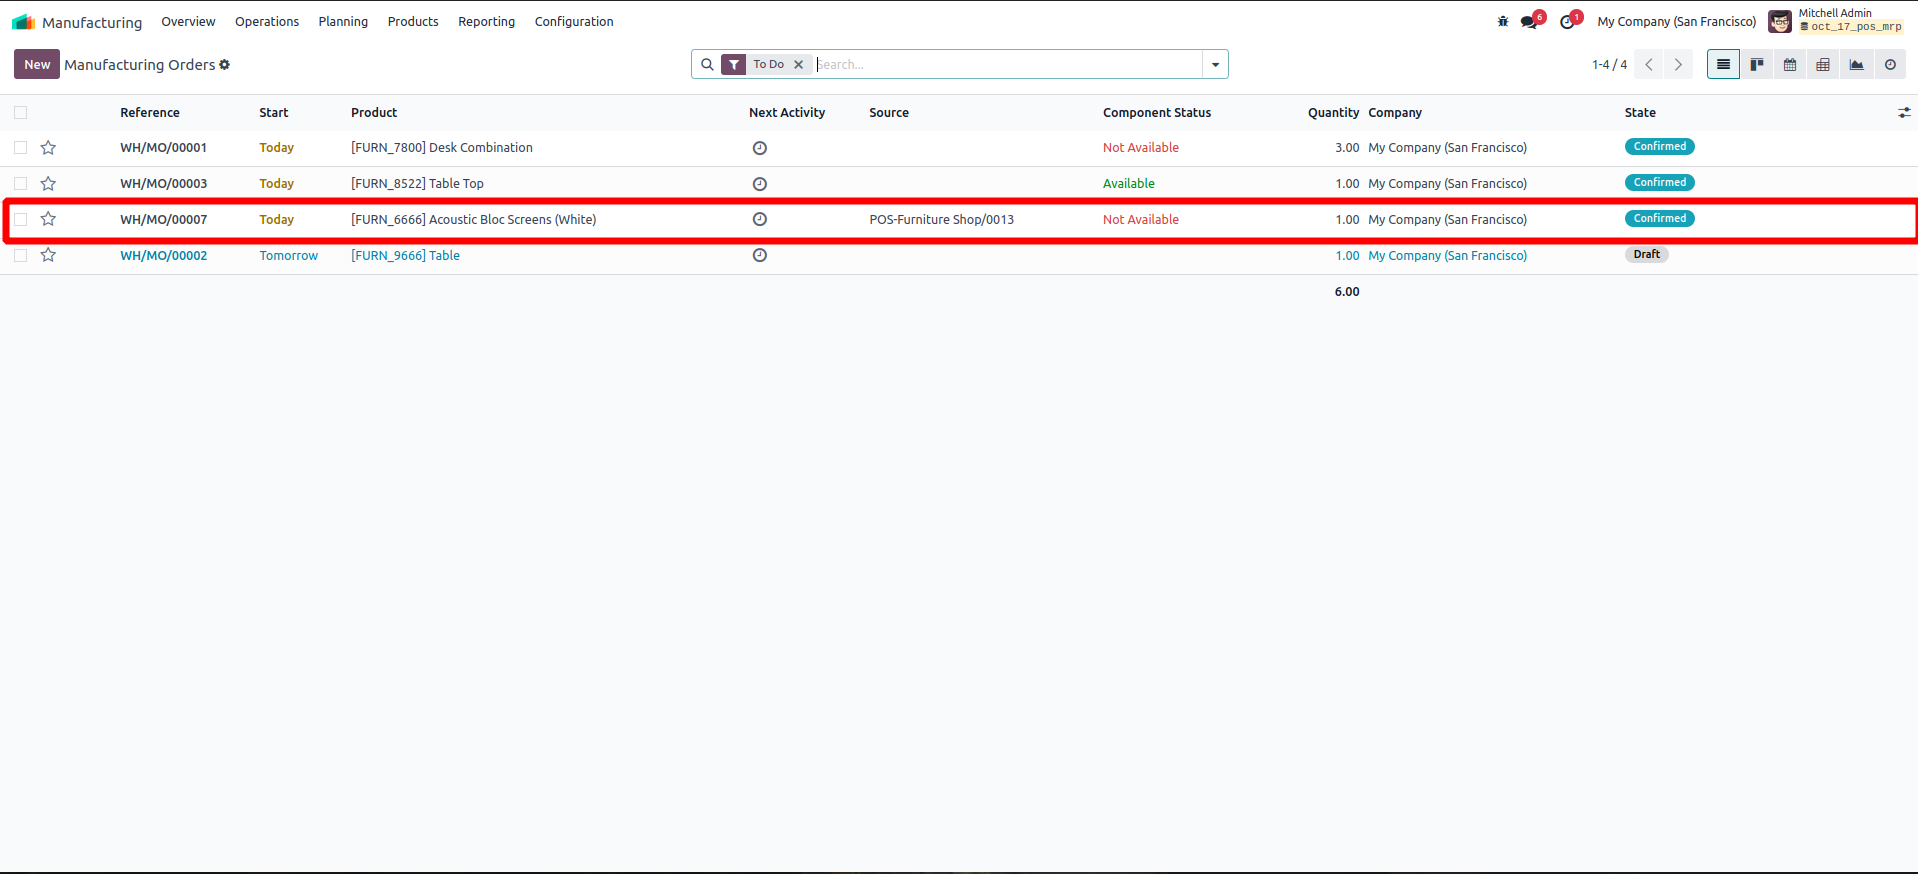 Manufacturing Overview Operations Planning Products Reporting Configuration 6 1 My Company (San Francisco) Mitchell Admin
oct_17_pos_mrp
New Manufacturing Orders To Do Search... 1-4 / 4
Reference Start Product Next Activity Source Component Status Quantity Company State
WH/MO/00001 Today [FURN_7800] Desk Combination Not Available 3.00 My Company (San Francisco) Confirmed
WH/MO/00003 Today [FURN_8522] Table Top Available 1.00 My Company (San Francisco) Confirmed
WH/MO/00007 Today [FURN_6666] Acoustic Bloc Screens (White) POS-Furniture Shop/0013 Not Available 1.00 My Company (San Francisco) Confirmed
WH/MO/00002 Tomorrow [FURN_9666] Table 1.00 My Company (San Francisco) Draft
6.00